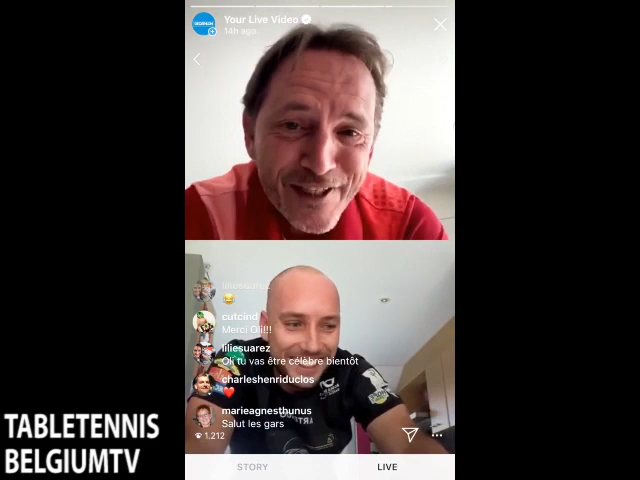 Your Live Video
14h ago
liliesuarez
😂
cutcind
Merci Oli!!!
liliesuarez
Oli tu vas être célèbre bientôt
charleshenriduclos
❤️
marieagnesthunus
Salut les gars
1.212
STORY
LIVE
TABLETENNIS
BELGIUMTV